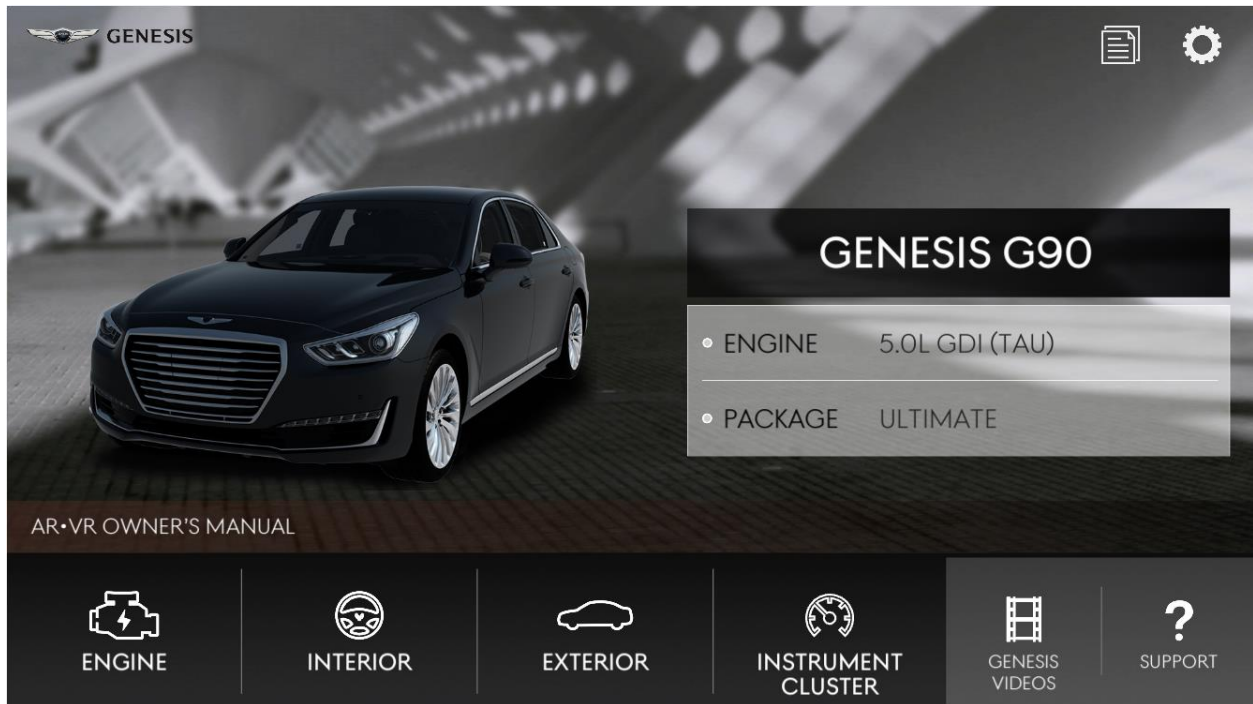 GENESIS
GENESIS G90
ENGINE 5.0L GDI (TAU)
PACKAGE ULTIMATE
AR•VR OWNER'S MANUAL
ENGINE
INTERIOR
EXTERIOR
INSTRUMENT
CLUSTER
GENESIS
VIDEOS
?
SUPPORT